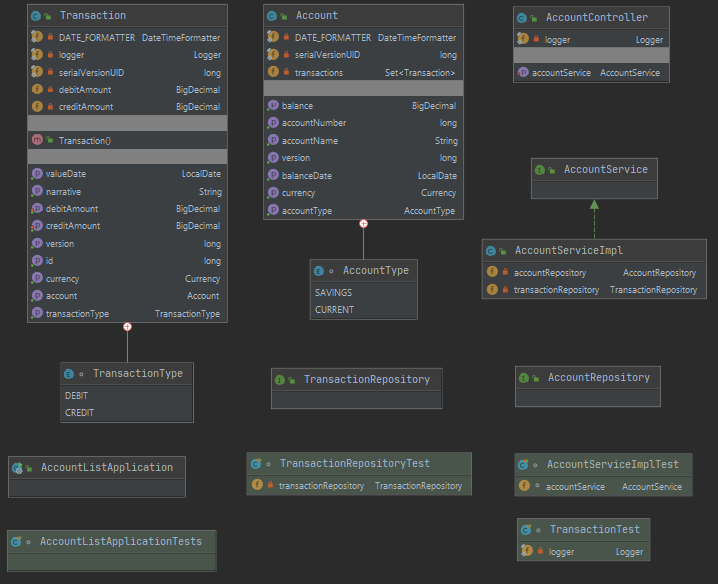 Transaction
DATE_FORMATTER DateTimeFormatter
logger Logger
serialVersionUID long
debitAmount BigDecimal
creditAmount BigDecimal
Transaction()
valueDate LocalDate
narrative String
debitAmount BigDecimal
creditAmount BigDecimal
version long
id long
currency Currency
account Account
transactionType TransactionType
TransactionType
DEBIT
CREDIT
Account
DATE_FORMATTER DateTimeFormatter
serialVersionUID long
transactions Set<Transaction>
balance BigDecimal
accountNumber long
accountName String
version long
balanceDate LocalDate
currency Currency
accountType AccountType
AccountType
SAVINGS
CURRENT
AccountController
logger Logger
accountService AccountService
AccountService
AccountServiceImpl
accountRepository AccountRepository
transactionRepository TransactionRepository
TransactionRepository
AccountRepository
AccountListApplication
TransactionRepositoryTest
transactionRepository TransactionRepository
AccountServiceImplTest
accountService AccountService
AccountListApplicationTests
TransactionTest
logger Logger